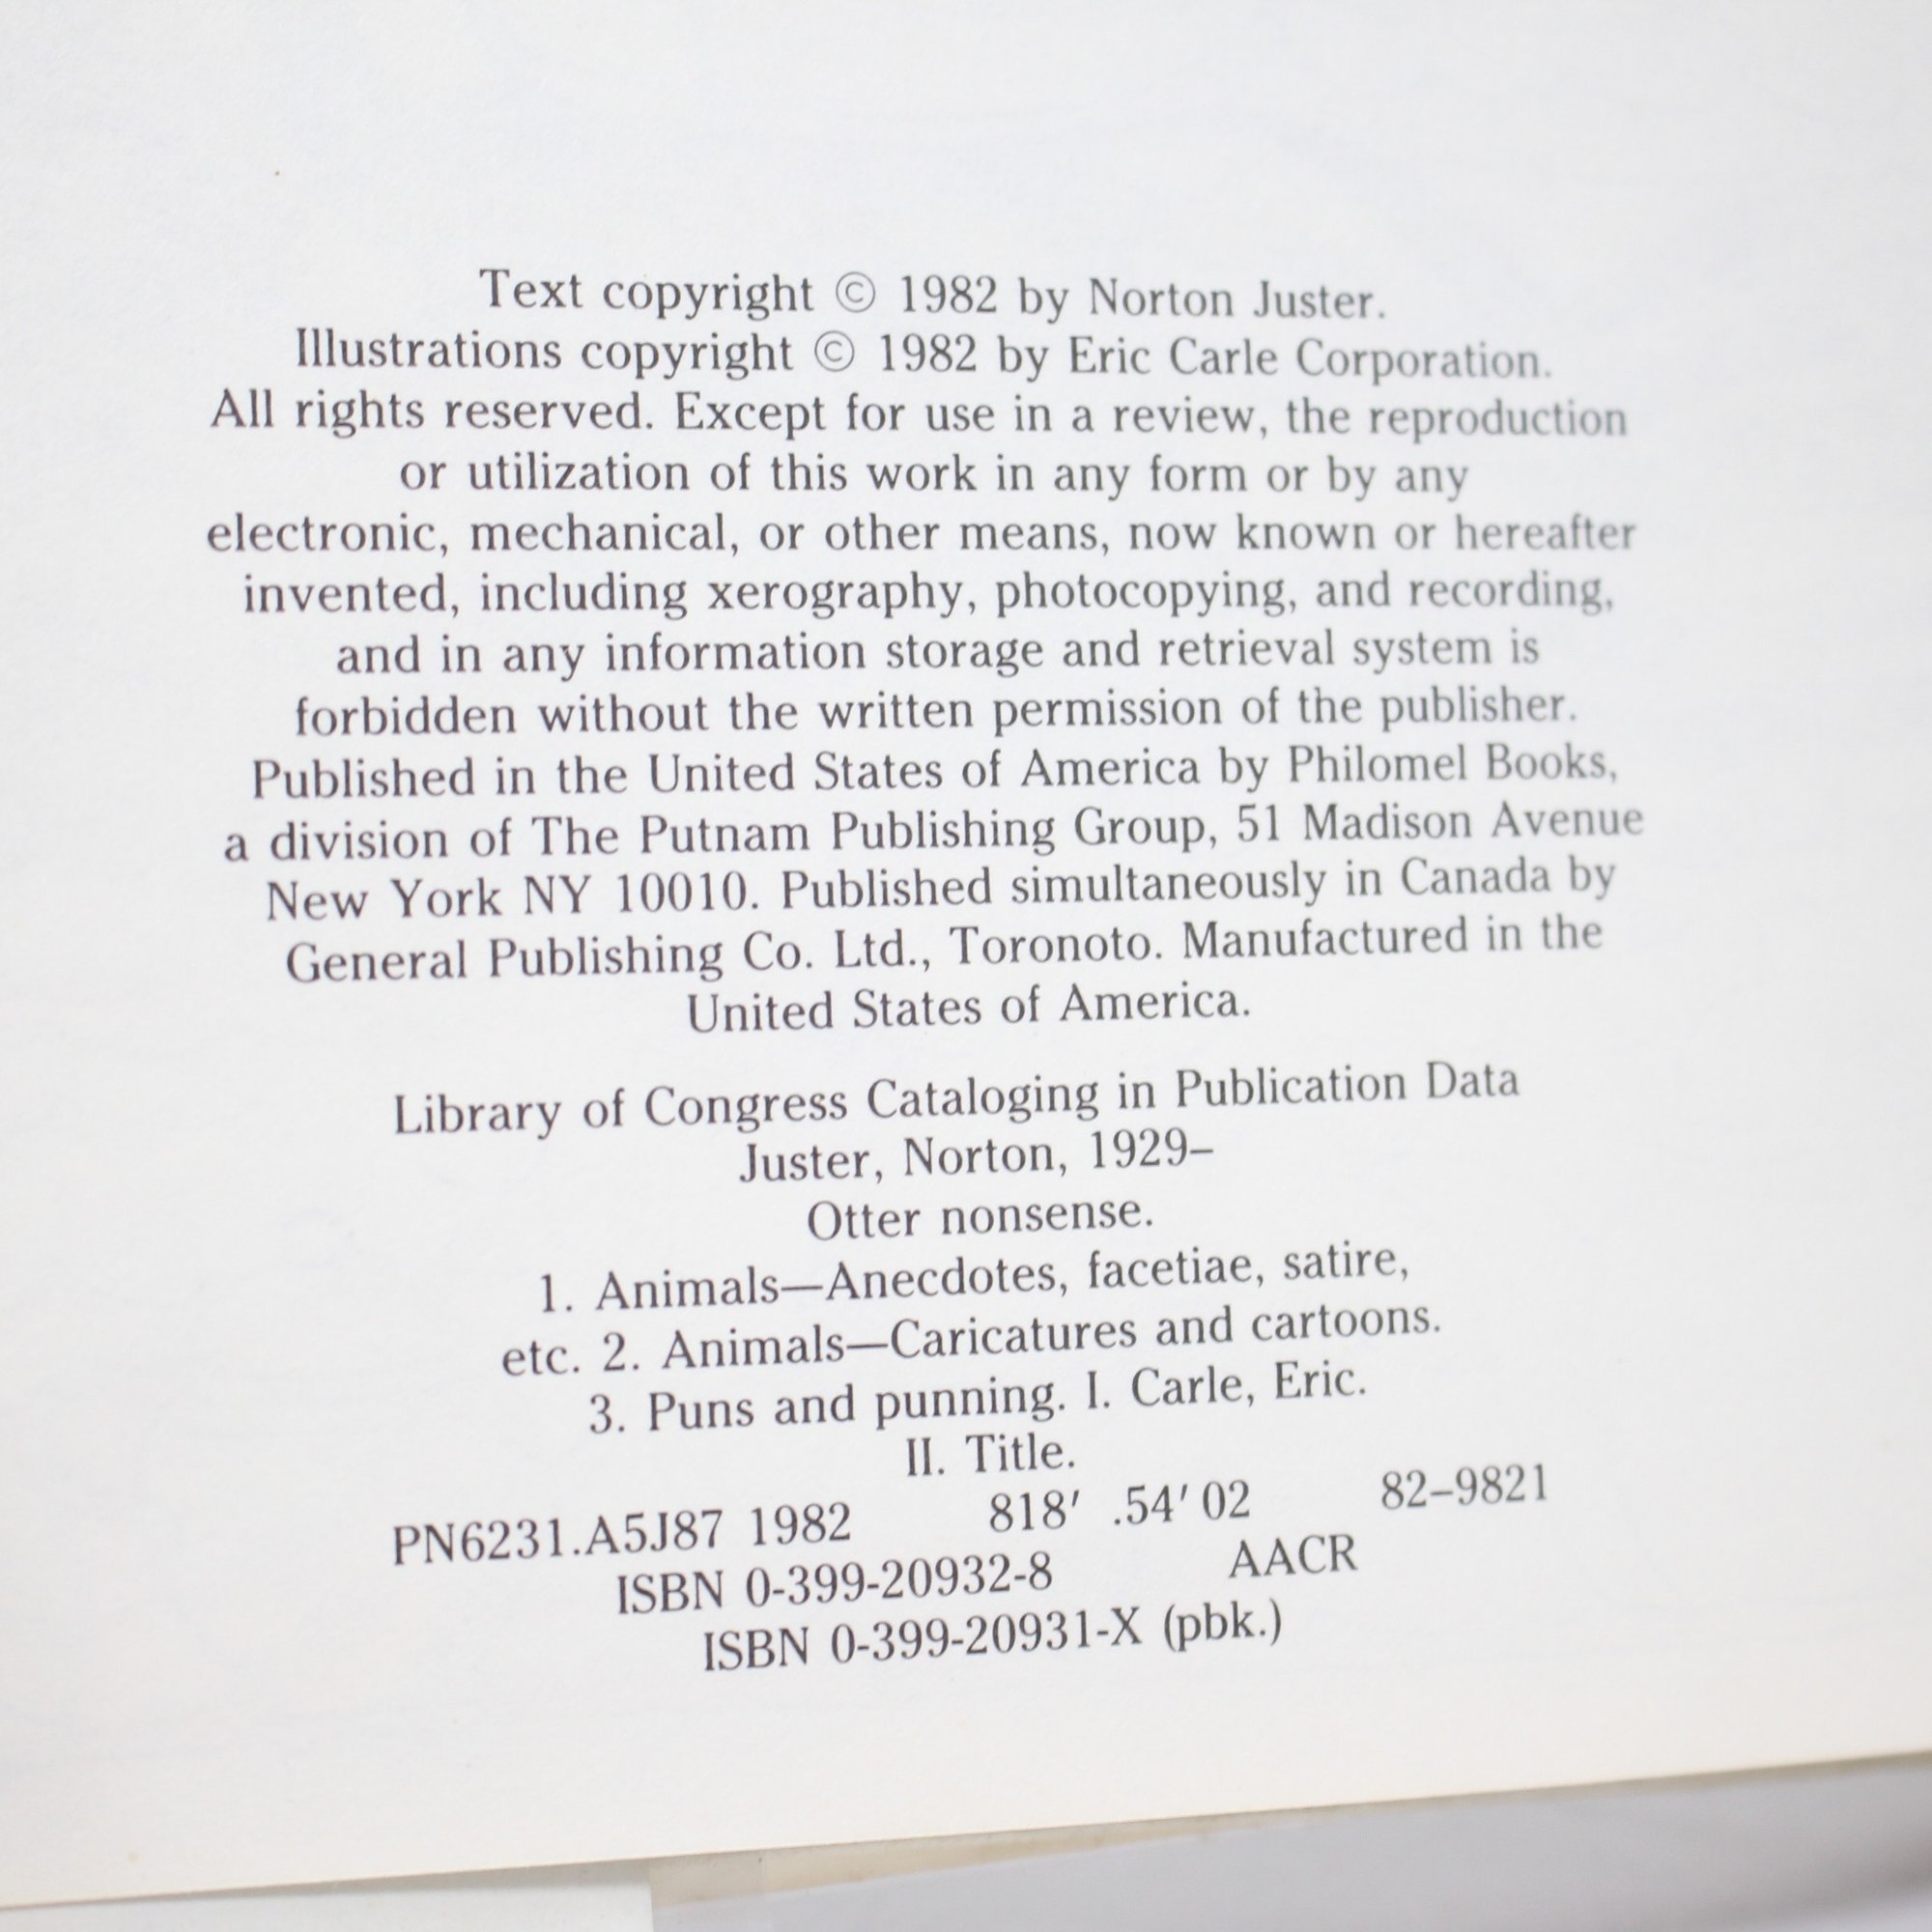 Text copyright © 1982 by Norton Juster.
Illustrations copyright © 1982 by Eric Carle Corporation.
All rights reserved. Except for use in a review, the reproduction
or utilization of this work in any form or by any
electronic, mechanical, or other means, now known or hereafter
invented, including xerography, photocopying, and recording,
and in any information storage and retrieval system is
forbidden without the written permission of the publisher.
Published in the United States of America by Philomel Books,
a division of The Putnam Publishing Group, 51 Madison Avenue
New York NY 10010. Published simultaneously in Canada by
General Publishing Co. Ltd., Toronoto. Manufactured in the
United States of America.
Library of Congress Cataloging in Publication Data
Juster, Norton, 1929–
Otter nonsense.
1. Animals—Anecdotes, facetiae, satire,
etc. 2. Animals—Caricatures and cartoons.
3. Puns and punning. I. Carle, Eric.
II. Title.
PN6231.A5J87 1982 818′ .54′ 02 82–9821
ISBN 0-399-20932-8 AACR
ISBN 0-399-20931-X (pbk.)